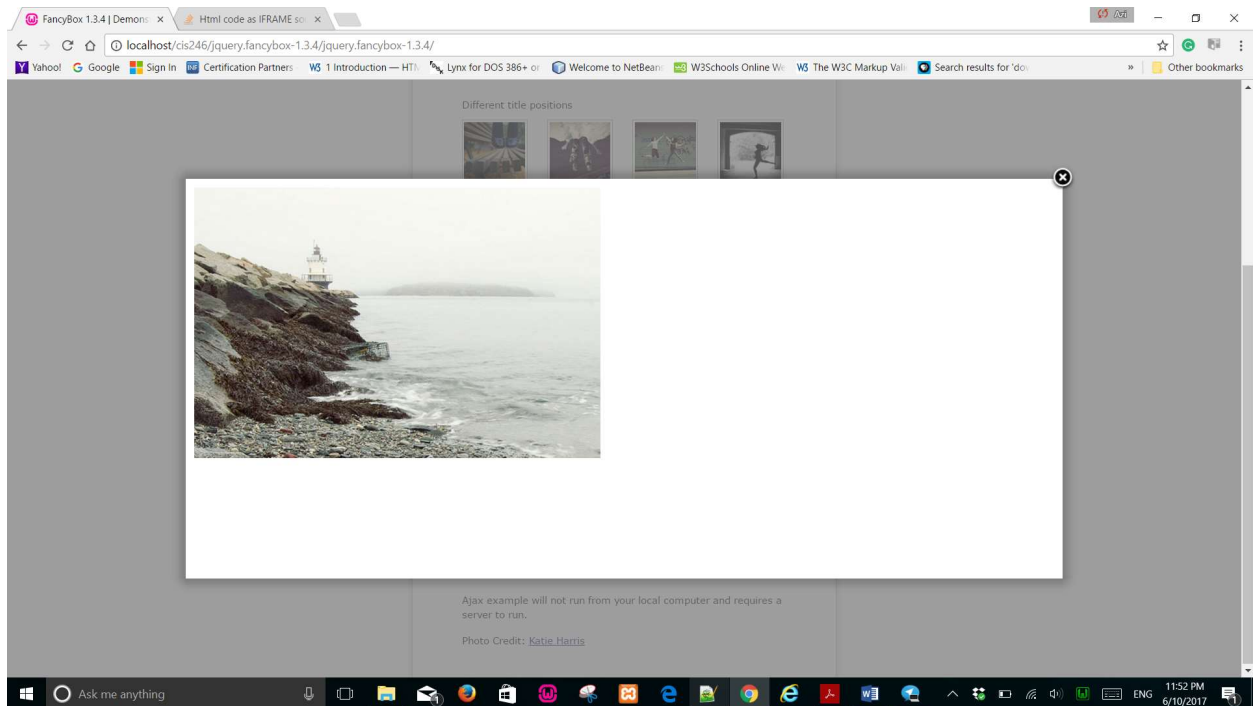 FancyBox 1.3.4 | Demons
Html code as IFRAME so
Azi
localhost/cis246/jquery.fancybox-1.3.4/jquery.fancybox-1.3.4/
Yahoo! Google Sign In Certification Partners 1 Introduction — HTM Lynx for DOS 386+ or Welcome to NetBeans W3Schools Online We The W3C Markup Vali Search results for 'do » Other bookmarks
Different title positions
Ajax example will not run from your local computer and requires a
server to run.
Photo Credit: Katie Harris
Ask me anything
ENG
11:52 PM
6/10/2017